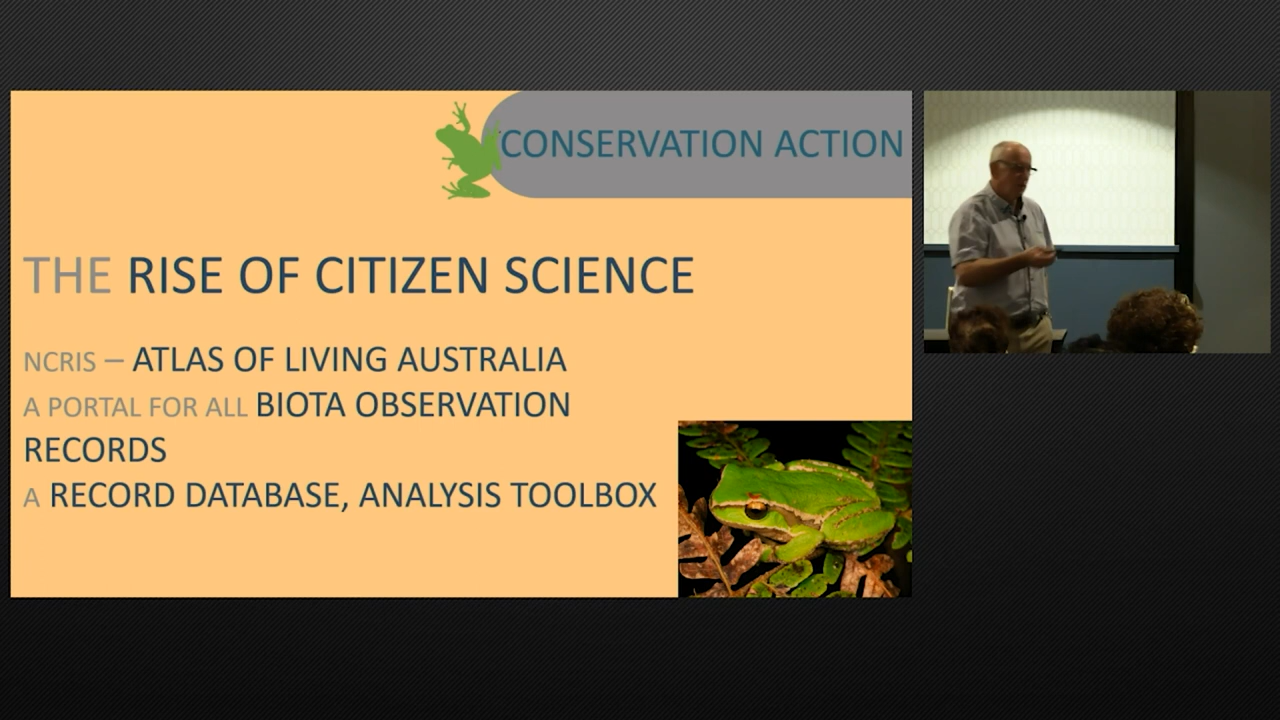 CONSERVATION ACTION
THE RISE OF CITIZEN SCIENCE
NCRIS – ATLAS OF LIVING AUSTRALIA
A PORTAL FOR ALL BIOTA OBSERVATION
RECORDS
A RECORD DATABASE, ANALYSIS TOOLBOX